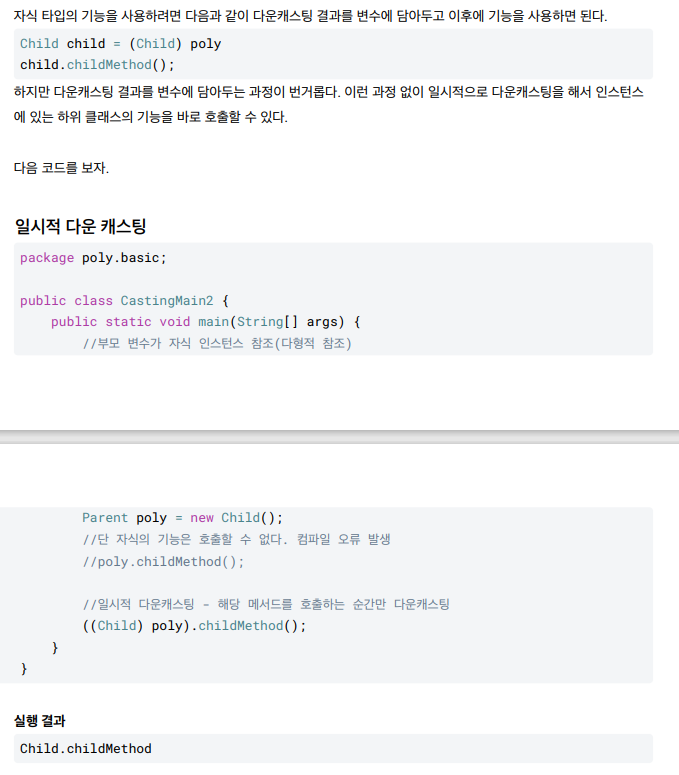 자식 타입의 기능을 사용하려면 다음과 같이 다운캐스팅 결과를 변수에 담아두고 이후에 기능을 사용하면 된다.
Child child = (Child) poly
child.childMethod();
하지만 다운캐스팅 결과를 변수에 담아두는 과정이 번거롭다. 이런 과정 없이 일시적으로 다운캐스팅을 해서 인스턴스
에 있는 하위 클래스의 기능을 바로 호출할 수 있다.
다음 코드를 보자.
일시적 다운 캐스팅
package poly.basic;
public class CastingMain2 {
    public static void main(String[] args) {
        //부모 변수가 자식 인스턴스 참조(다형적 참조)
        Parent poly = new Child();
        //단 자식의 기능은 호출할 수 없다. 컴파일 오류 발생
        //poly.childMethod();
        //일시적 다운캐스팅 - 해당 메서드를 호출하는 순간만 다운캐스팅
        ((Child) poly).childMethod();
    }
}
실행 결과
Child.childMethod